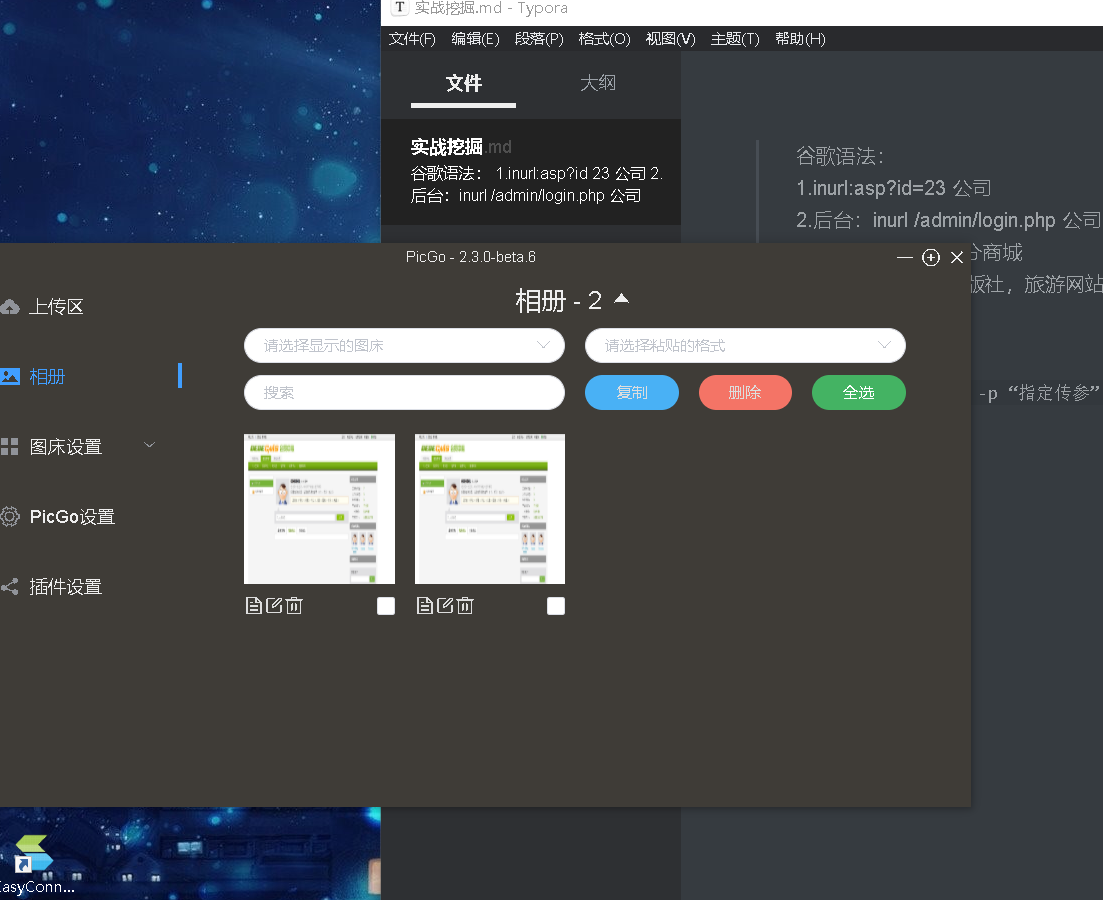 T 实战挖掘.md - Typora
文件(F) 编辑(E) 段落(P) 格式(O) 视图(V) 主题(T) 帮助(H)
文件 大纲
实战挖掘.md
谷歌语法： 1.inurl:asp?id 23 公司 2.
后台：inurl /admin/login.php 公司
谷歌语法：
1.inurl:asp?id=23 公司
2.后台：inurl /admin/login.php 公司
分商城
版社，旅游网站
-p “指定传参”
PicGo - 2.3.0-beta.6
上传区
相册
图床设置
PicGo设置
插件设置
相册 - 2
请选择显示的图床
请选择粘贴的格式
搜索
复制
删除
全选
EasyConn...